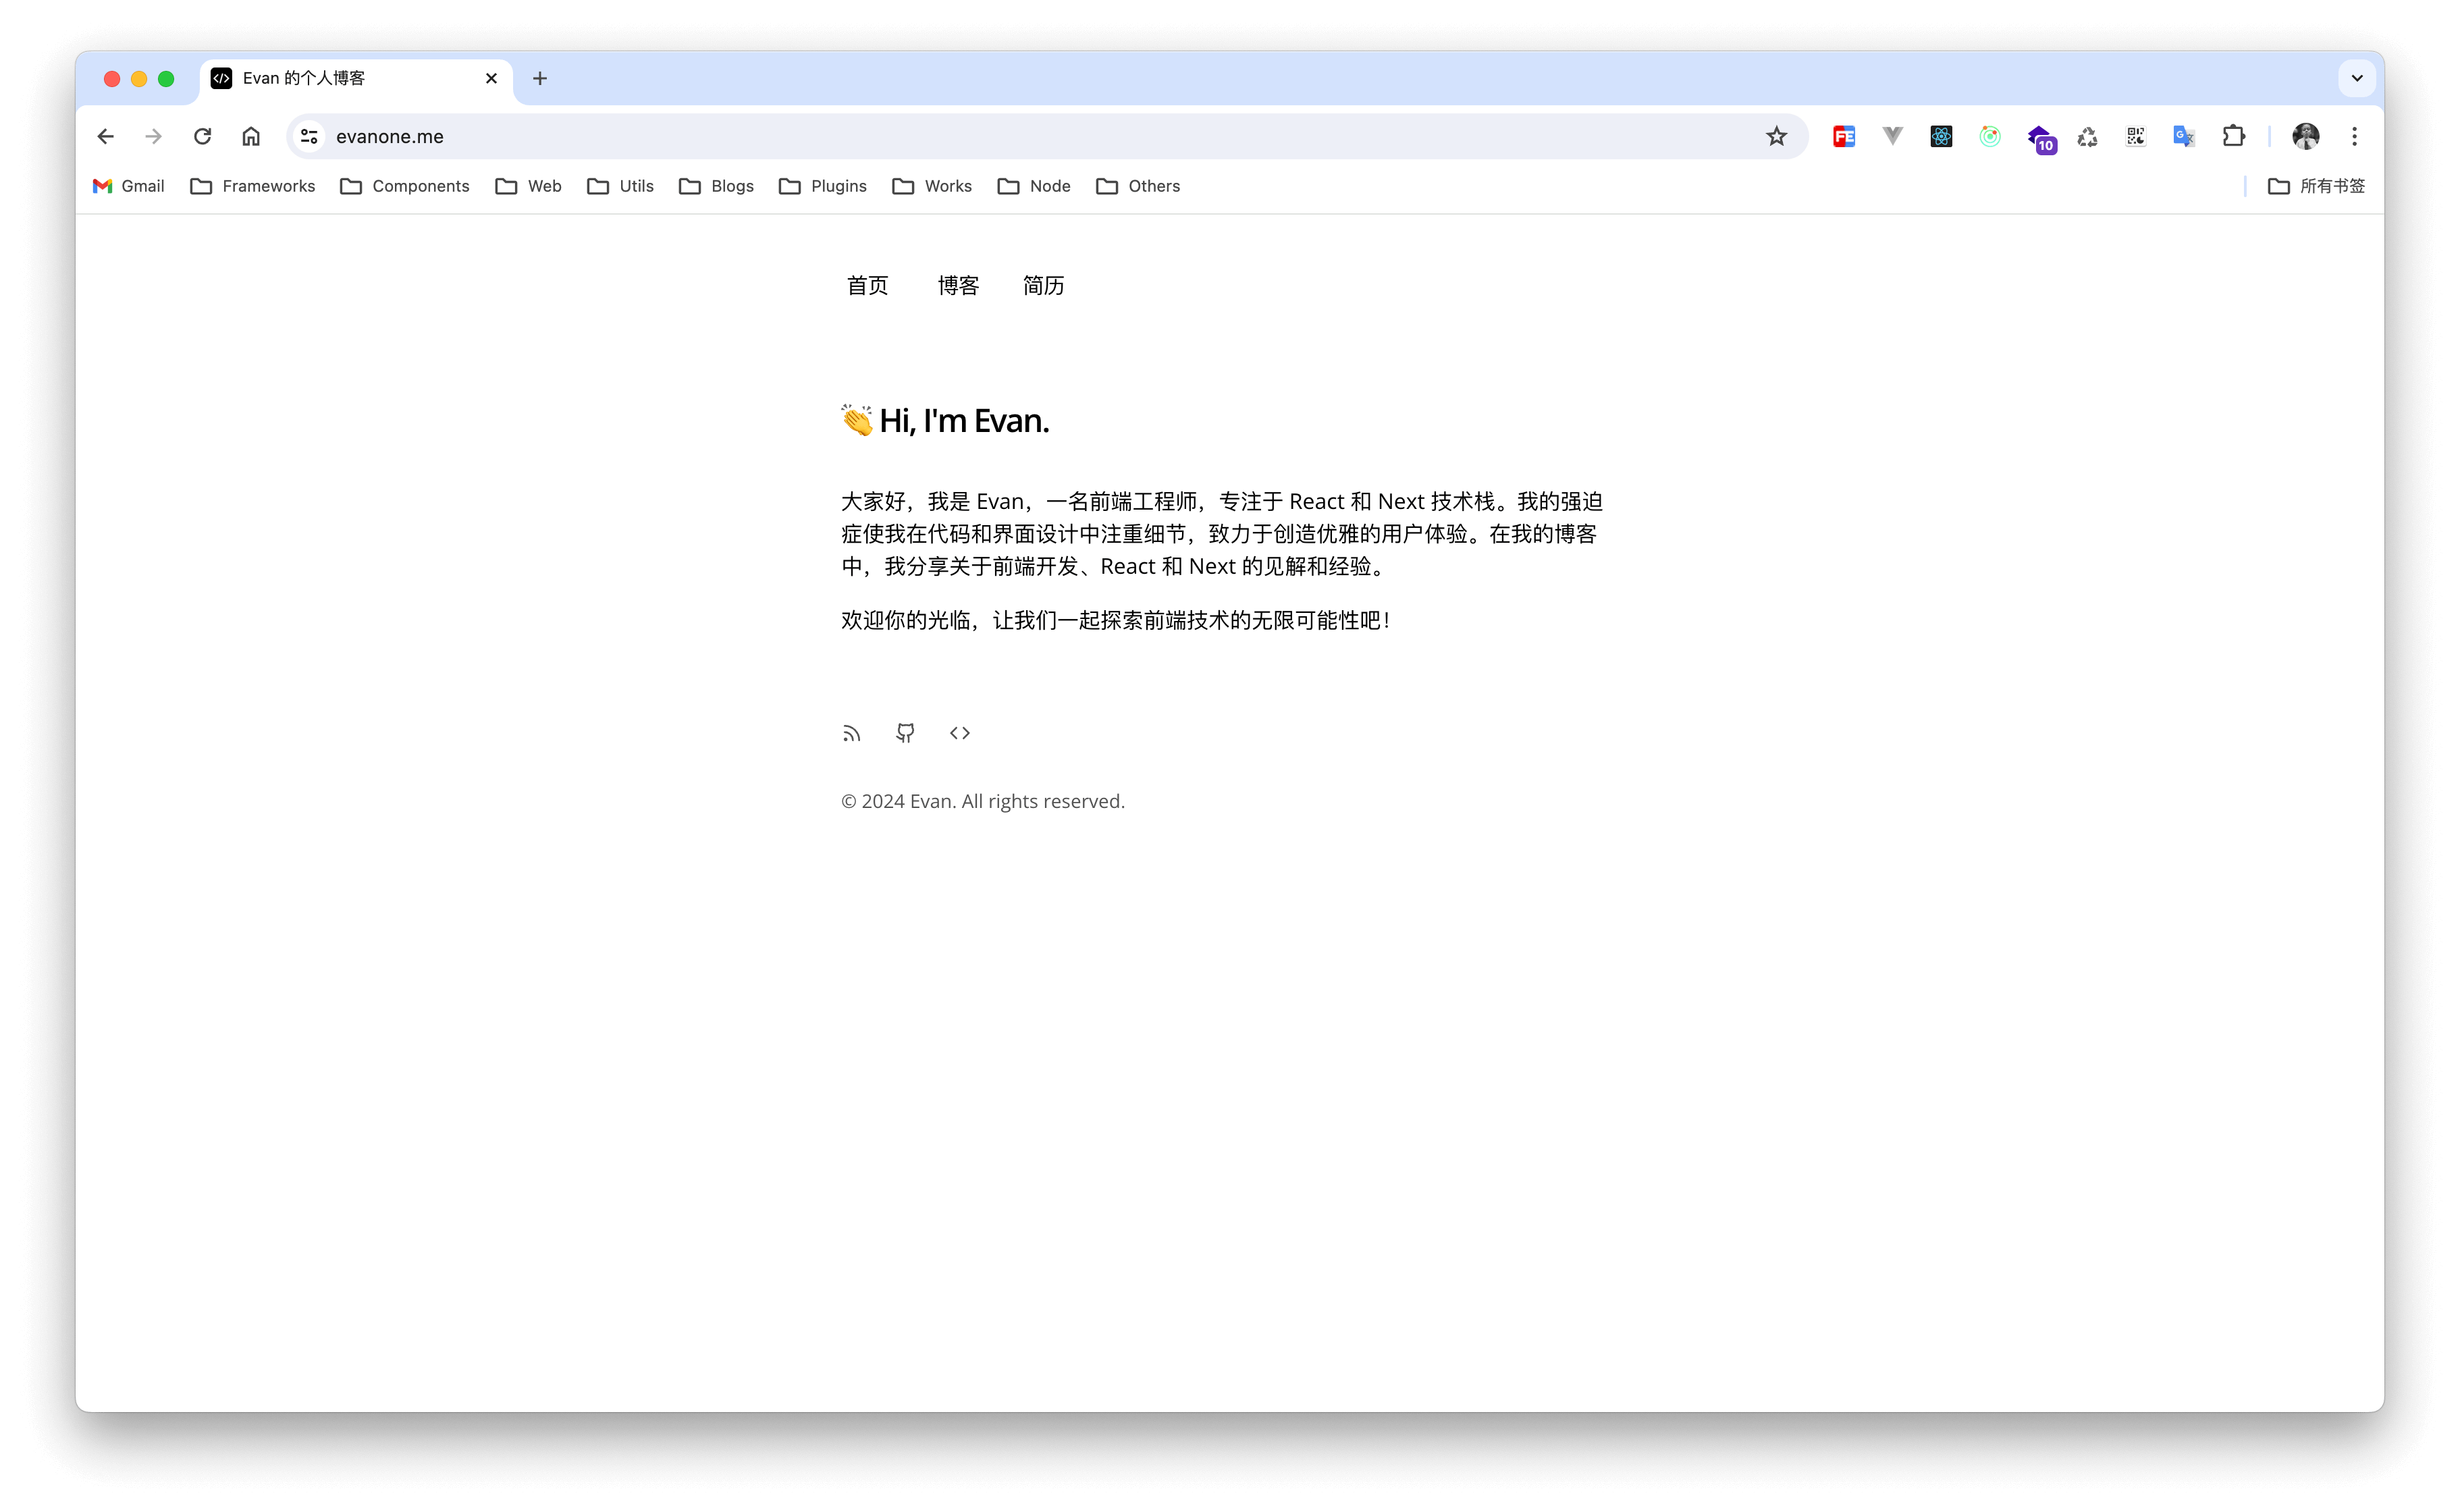 Evan 的个人博客
evanone.me
10
Gmail
Frameworks
Components
Web
Utils
Blogs
Plugins
Works
Node
Others
所有书签
首页
博客
简历
👏 Hi, I'm Evan.
大家好，我是 Evan，一名前端工程师，专注于 React 和 Next 技术栈。我的强迫
症使我在代码和界面设计中注重细节，致力于创造优雅的用户体验。在我的博客
中，我分享关于前端开发、React 和 Next 的见解和经验。
欢迎你的光临，让我们一起探索前端技术的无限可能性吧！
© 2024 Evan. All rights reserved.